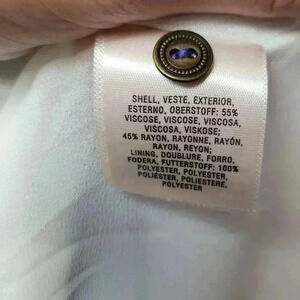 SHELL, VESTE, EXTERIOR,
ESTERNO, OBERSTOFF: 55%
VISCOSE, VISCOSE, VISCOSA,
VISCOSA, VISKOSE;
45% RAYON, RAYONNE, RAYÓN,
RAYON, REYON;
LINING, DOUBLURE, FORRO,
FODERA, FUTTERSTOFF: 100%
POLYESTER, POLYESTER,
POLIÉSTER, POLIESTERE,
POLYESTER